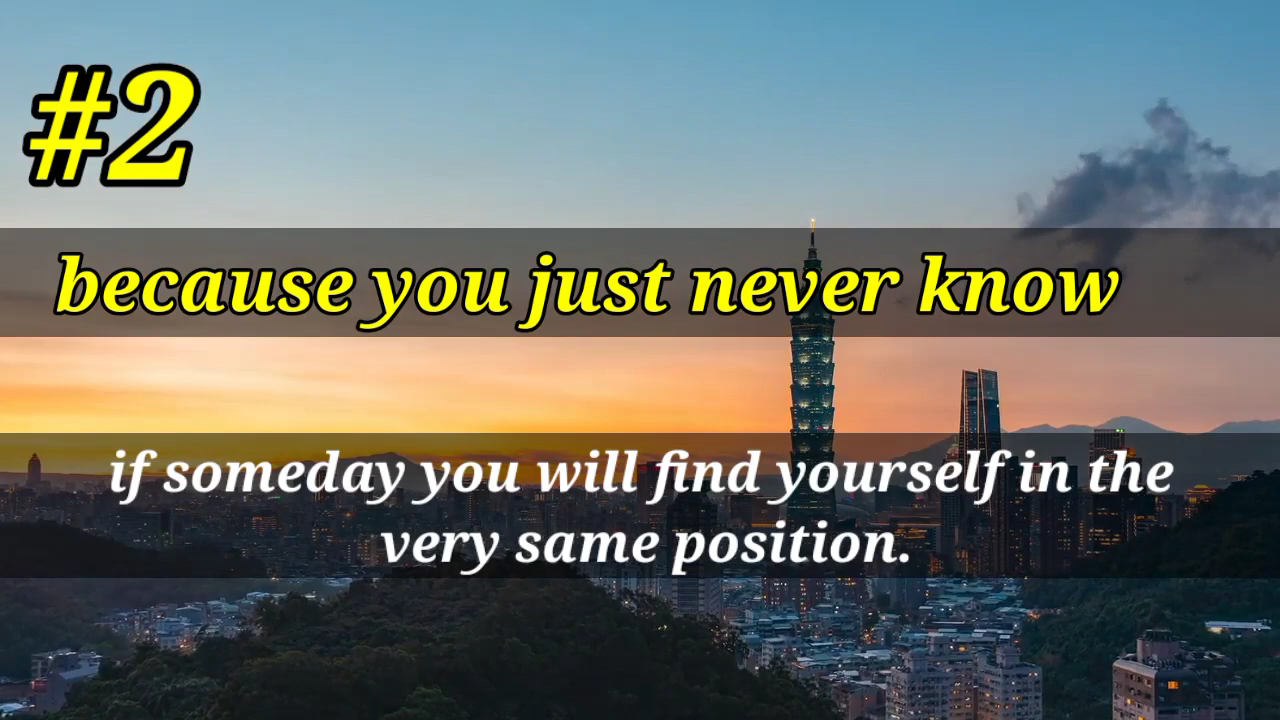 #2
because you just never know
if someday you will find yourself in the
very same position.